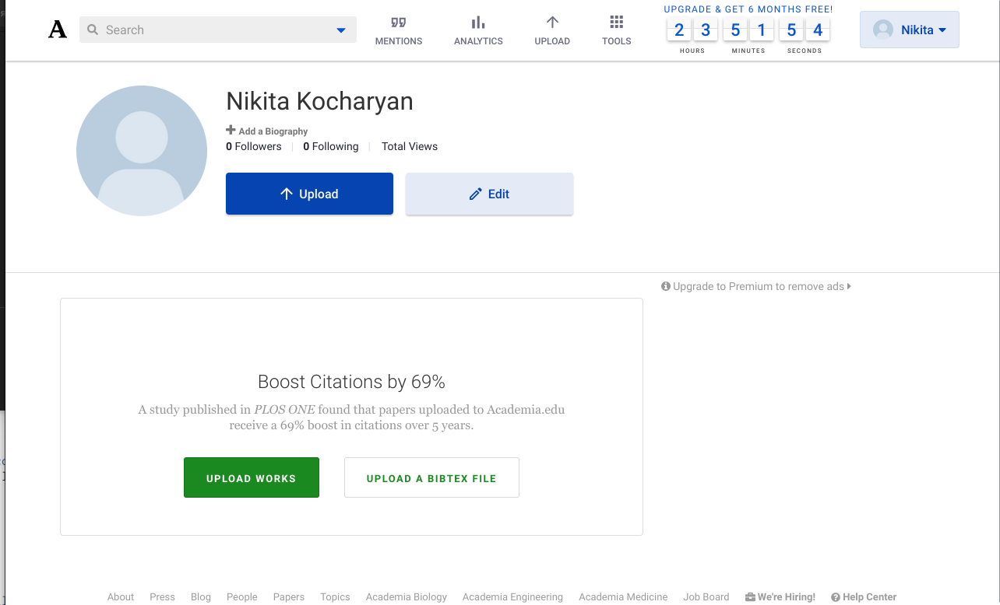 A
Search
MENTIONS
ANALYTICS
UPLOAD
TOOLS
UPGRADE & GET 6 MONTHS FREE!
2 3 5 1 5 4
HOURS MINUTES SECONDS
Nikita
Nikita Kocharyan
Add a Biography
0 Followers 0 Following Total Views
Upload
Edit
Upgrade to Premium to remove ads
Boost Citations by 69%
A study published in PLOS ONE found that papers uploaded to Academia.edu
receive a 69% boost in citations over 5 years.
UPLOAD WORKS
UPLOAD A BIBTEX FILE
About Press Blog People Papers Topics Academia Biology Academia Engineering Academia Medicine Job Board We're Hiring! Help Center